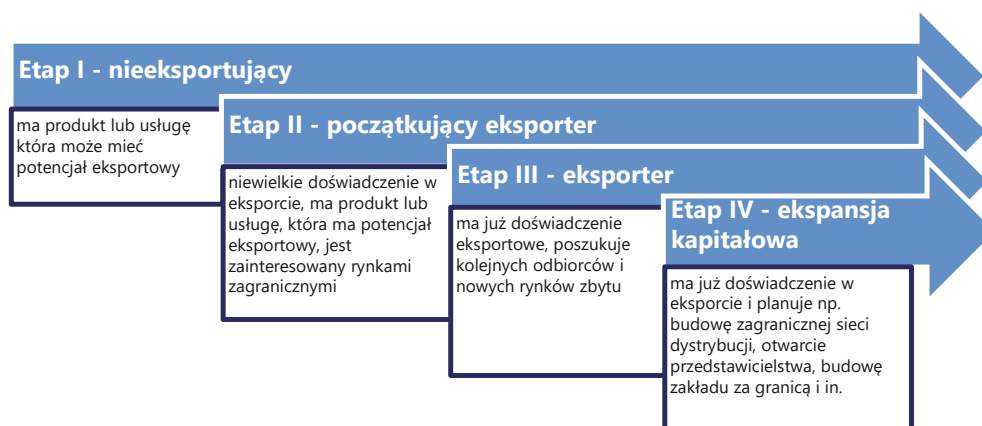 Etap I - nieeksportujący
ma produkt lub usługę
która może mieć
potencjał eksportowy
Etap II - początkujący eksporter
niewielkie doświadczenie w
eksporcie, ma produkt lub
usługę, która ma potencjał
eksportowy, jest
zainteresowany rynkami
zagranicznymi
Etap III - eksporter
ma już doświadczenie
eksportowe, poszukuje
kolejnych odbiorców i
nowych rynków zbytu
Etap IV - ekspansja
kapitałowa
ma już doświadczenie w
eksporcie i planuje np.
budowę zagranicznej sieci
dystrybucji, otwarcie
przedstawicielstwa, budowę
zakładu za granicą i in.